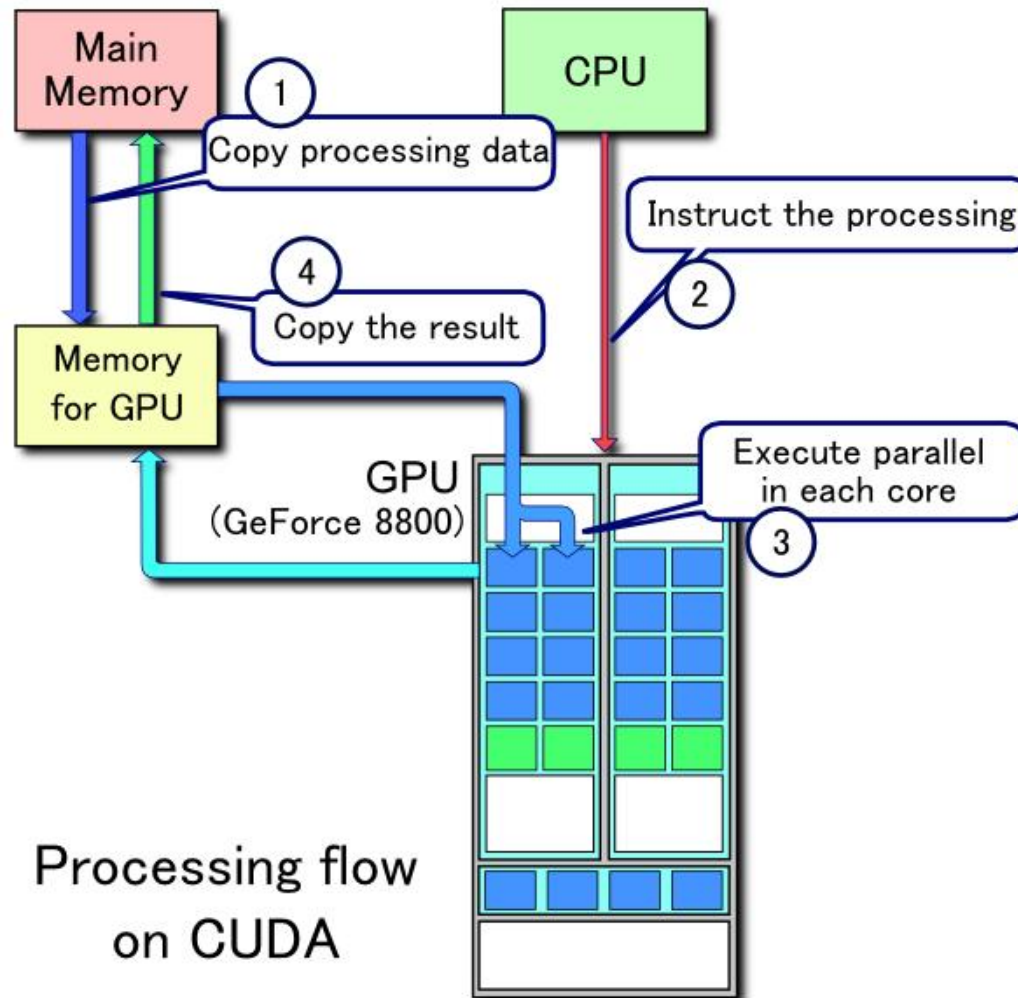 Main
Memory
CPU
1
Copy processing data
Instruct the processing
2
4
Copy the result
Memory
for GPU
GPU
(GeForce 8800)
Execute parallel
in each core
3
Processing flow
on CUDA